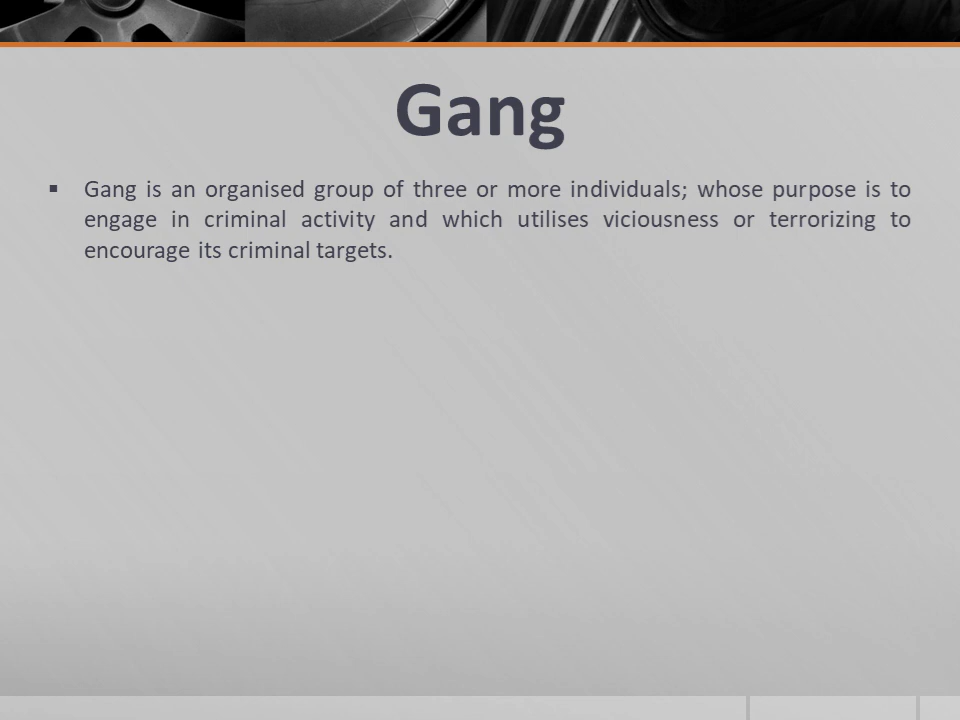 Gang
▪ Gang is an organised group of three or more individuals; whose purpose is to
engage in criminal activity and which utilises viciousness or terrorizing to
encourage its criminal targets.